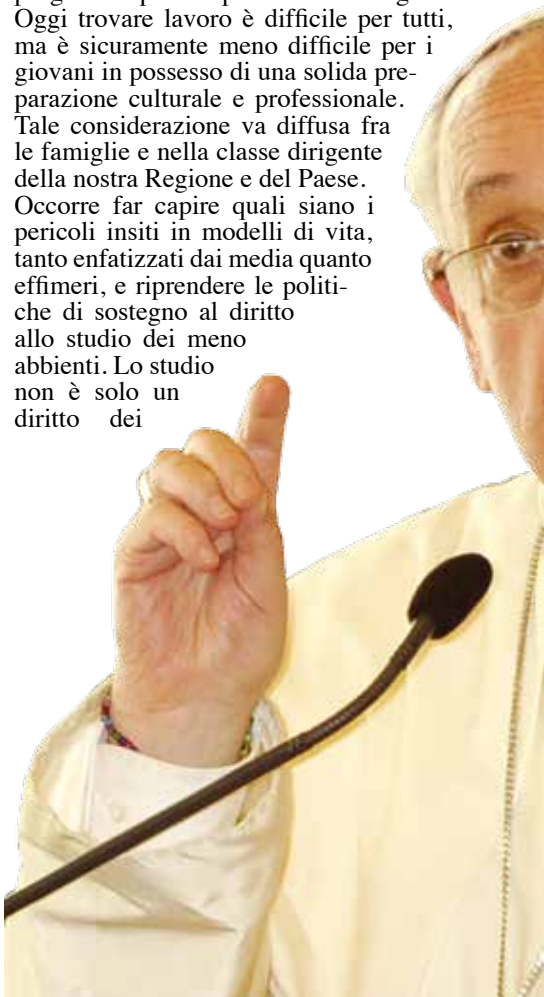 Oggi trovare lavoro è difficile per tutti,
ma è sicuramente meno difficile per i
giovani in possesso di una solida pre-
parazione culturale e professionale.
Tale considerazione va diffusa fra
le famiglie e nella classe dirigente
della nostra Regione e del Paese.
Occorre far capire quali siano i
pericoli insiti in modelli di vita,
tanto enfatizzati dai media quanto
effimeri, e riprendere le politi-
che di sostegno al diritto
allo studio dei meno
abbienti. Lo studio
non è solo un
diritto dei